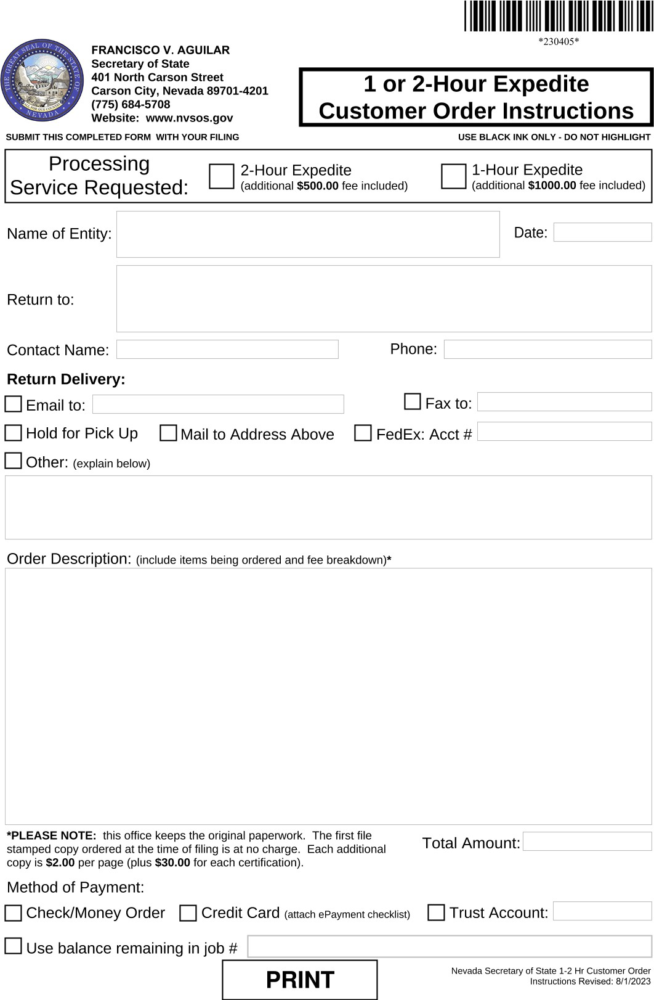 *230405*
THE GREAT SEAL OF THE STATE OF NEVADA
ALL FOR OUR COUNTRY
FRANCISCO V. AGUILAR
Secretary of State
401 North Carson Street
Carson City, Nevada 89701-4201
(775) 684-5708
Website:  www.nvsos.gov
1 or 2-Hour Expedite
Customer Order Instructions
SUBMIT THIS COMPLETED FORM  WITH YOUR FILING
USE BLACK INK ONLY - DO NOT HIGHLIGHT
Processing
Service Requested:
2-Hour Expedite
(additional $500.00 fee included)
1-Hour Expedite
(additional $1000.00 fee included)
Name of Entity:
Date:
Return to:
Contact Name:
Phone:
Return Delivery:
Email to:
Fax to:
Hold for Pick Up
Mail to Address Above
FedEx: Acct #
Other: (explain below)
Order Description: (include items being ordered and fee breakdown)*
*PLEASE NOTE:  this office keeps the original paperwork.  The first file
stamped copy ordered at the time of filing is at no charge.  Each additional
copy is $2.00 per page (plus $30.00 for each certification).
Total Amount:
Method of Payment:
Check/Money Order
Credit Card (attach ePayment checklist)
Trust Account:
Use balance remaining in job #
PRINT
Nevada Secretary of State 1-2 Hr Customer Order
Instructions Revised: 8/1/2023